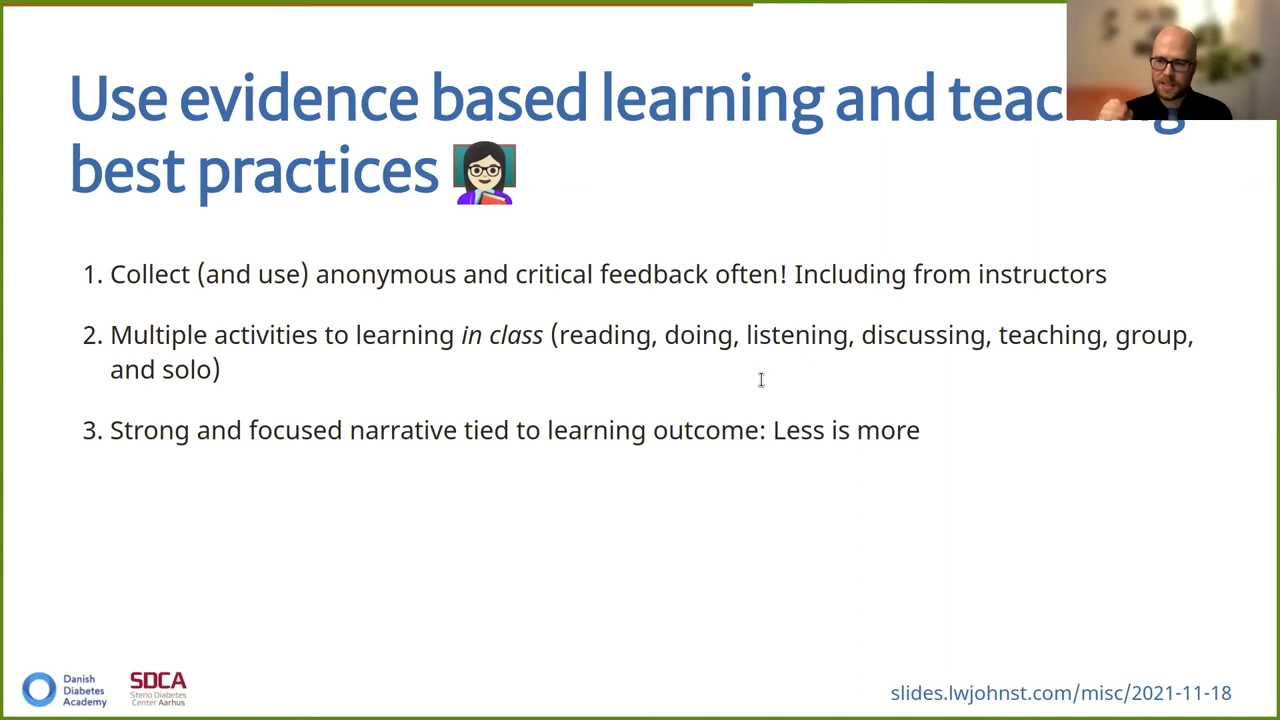 Use evidence based learning and teaching
best practices
1. Collect (and use) anonymous and critical feedback often! Including from instructors
2. Multiple activities to learning in class (reading, doing, listening, discussing, teaching, group,
and solo)
3. Strong and focused narrative tied to learning outcome: Less is more
Danish
Diabetes
Academy
SDCA
Steno Diabetes
Center Aarhus
slides.lwjohnst.com/misc/2021-11-18